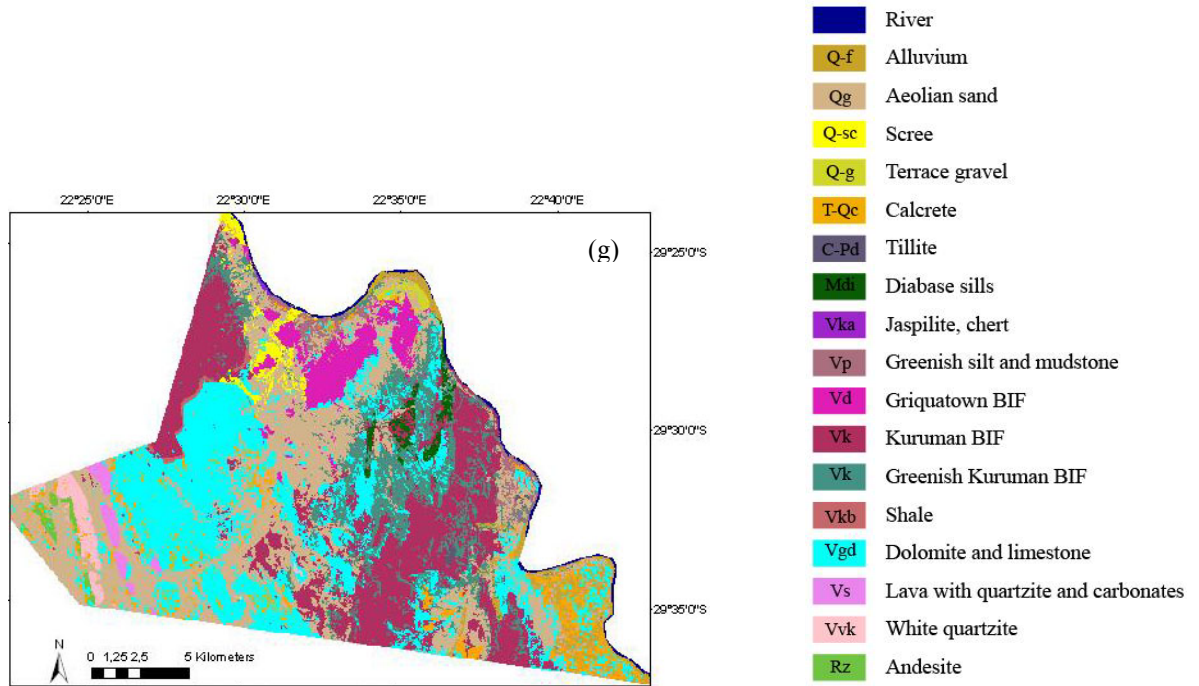 22°25'0"E 22°30'0"E 22°35'0"E 22°40'0"E
(g)
29°25'0"S
29°30'0"S
29°35'0"S
N
0 1,25 2,5 5 Kilometers
River
Q-f Alluvium
Qg Aeolian sand
Q-sc Scree
Q-g Terrace gravel
T-Qc Calcrete
C-Pd Tillite
Mdi Diabase sills
Vka Jaspilite, chert
Vp Greenish silt and mudstone
Vd Griquatown BIF
Vk Kuruman BIF
Vk Greenish Kuruman BIF
Vkb Shale
Vgd Dolomite and limestone
Vs Lava with quartzite and carbonates
Vvk White quartzite
Rz Andesite